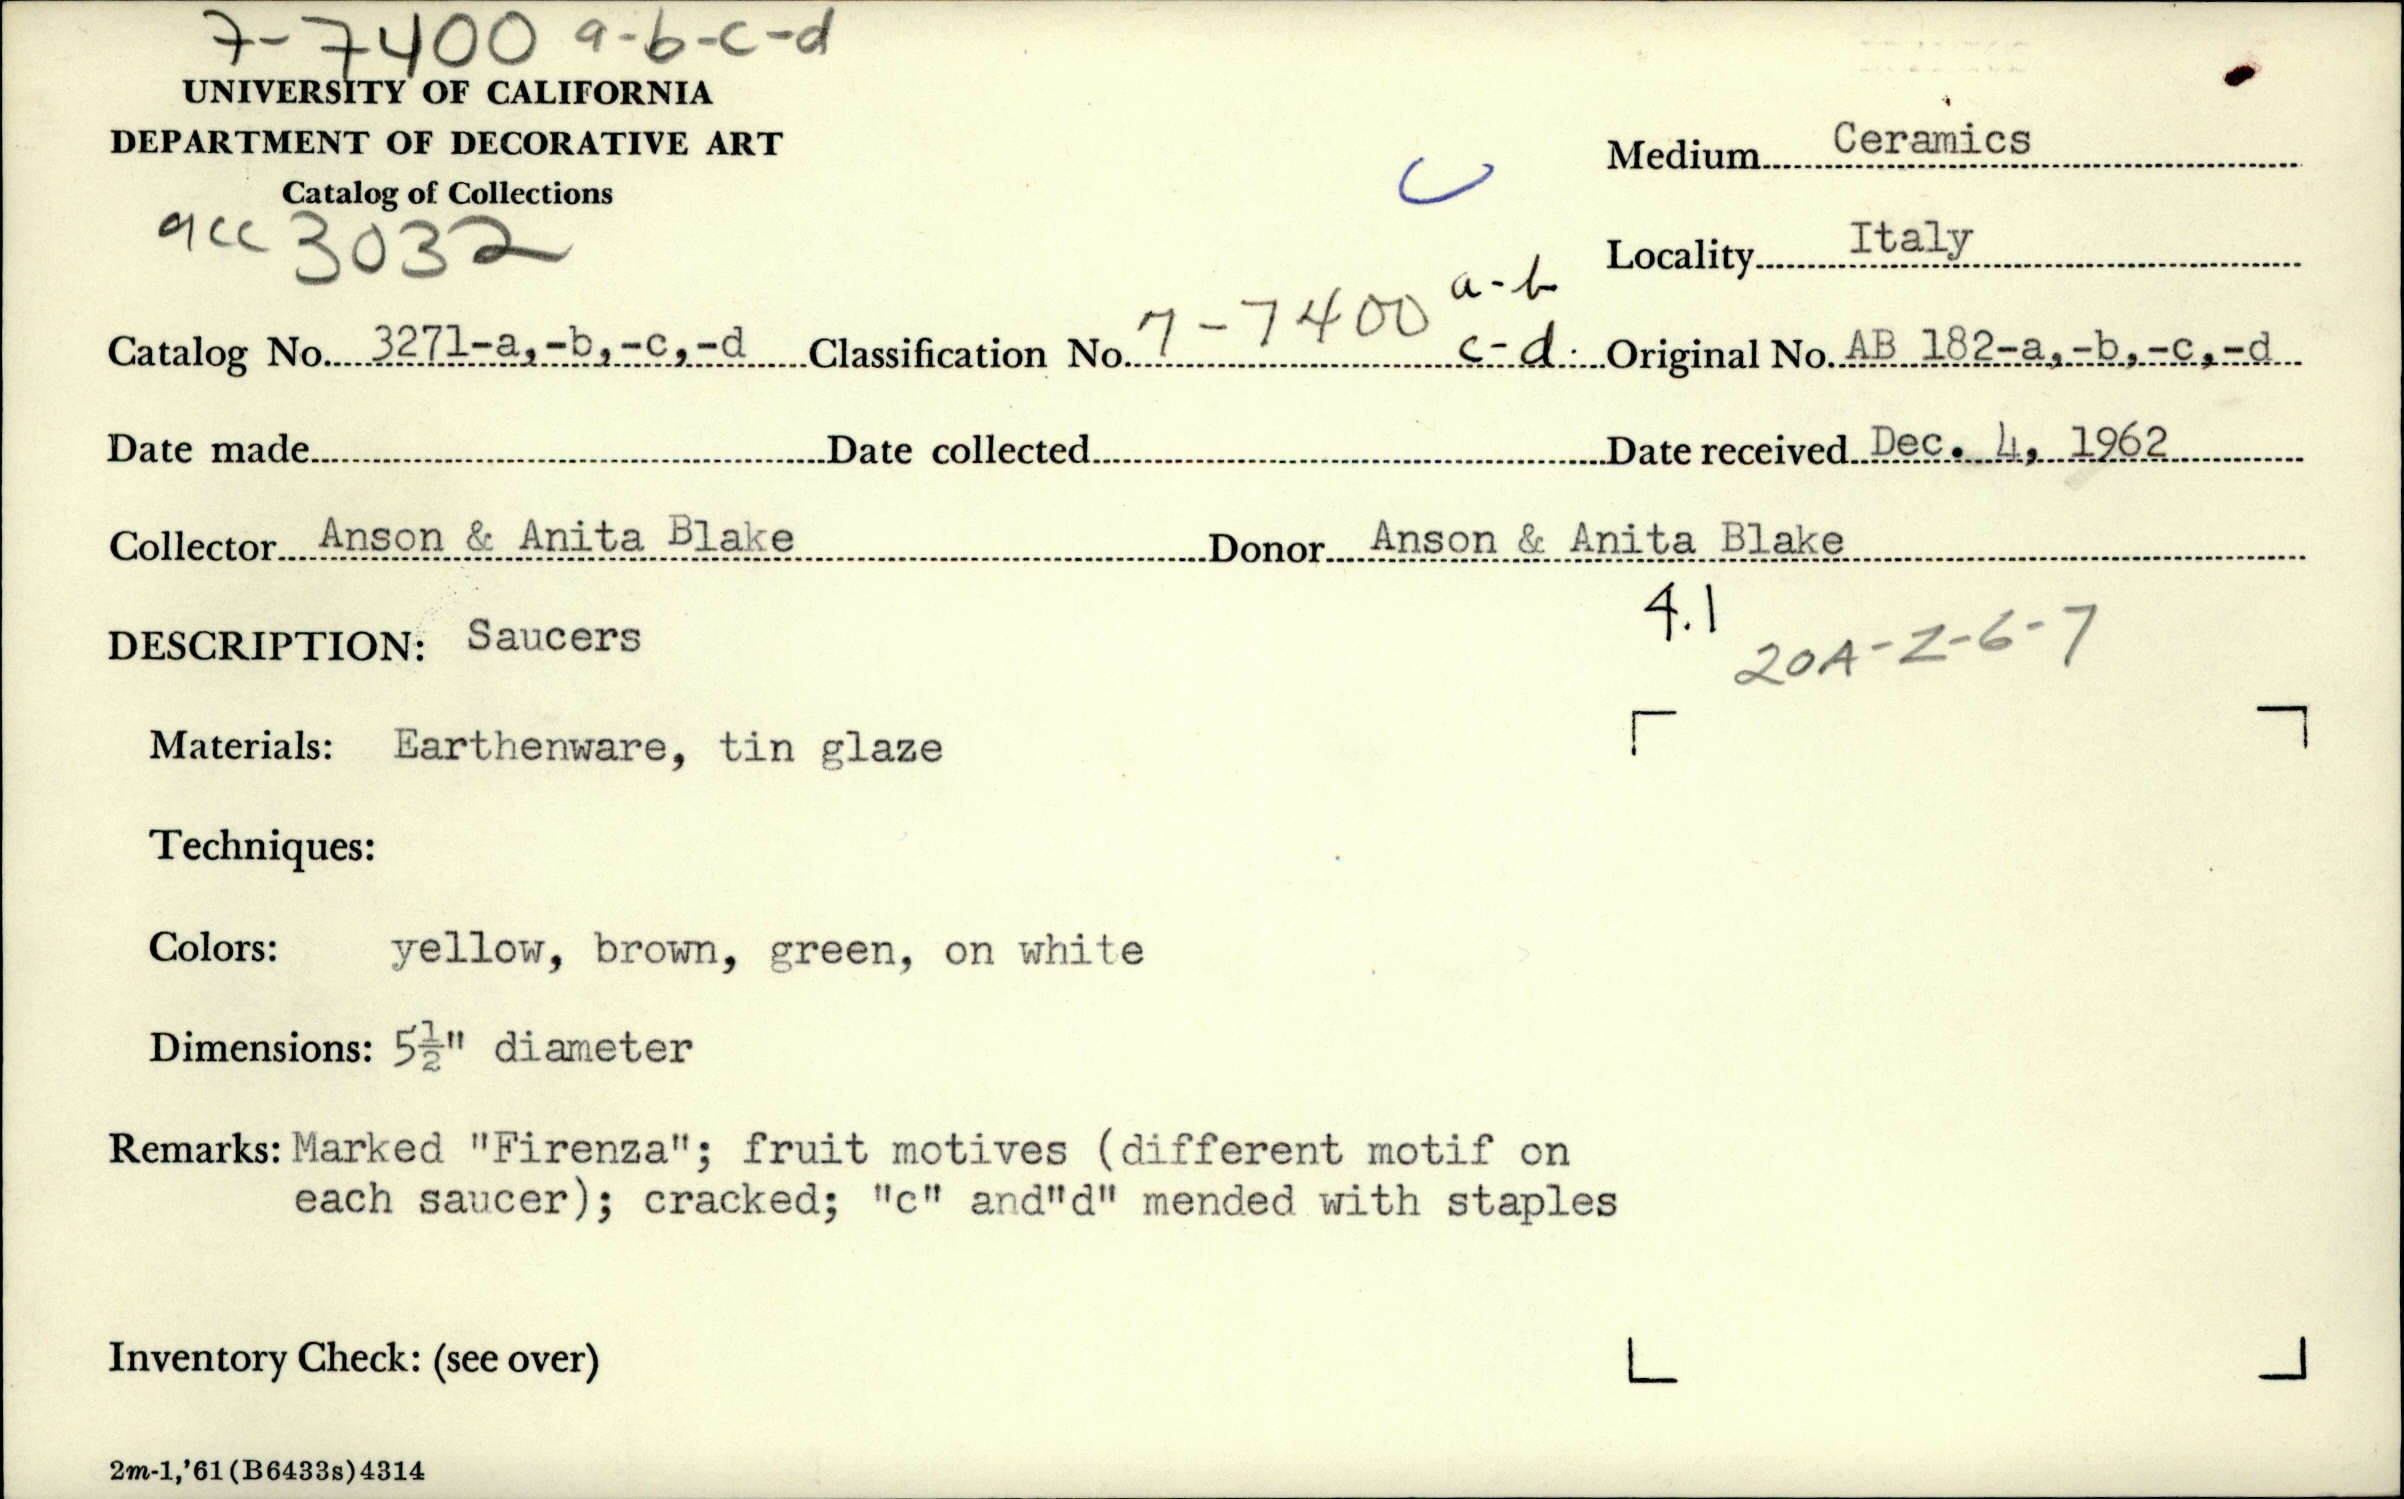 7-7400 a-b-c-d
UNIVERSITY OF CALIFORNIA
DEPARTMENT OF DECORATIVE ART
Catalog of Collections
acc 3032
Medium Ceramics
Locality Italy
Catalog No. 3271-a,-b,-c,-d Classification No. 7-7400 a-b c-d Original No. AB 182-a,-b,-c,-d
Date made Date collected Date received Dec. 4, 1962
Collector Anson & Anita Blake Donor Anson & Anita Blake
DESCRIPTION: Saucers
4.1
20A-2-6-7
Materials: Earthenware, tin glaze
Techniques:
Colors: yellow, brown, green, on white
Dimensions: 5½" diameter
Remarks: Marked "Firenza"; fruit motives (different motif on
each saucer); cracked; "c" and"d" mended with staples
Inventory Check: (see over)
2m-1,'61(B6433s)4314